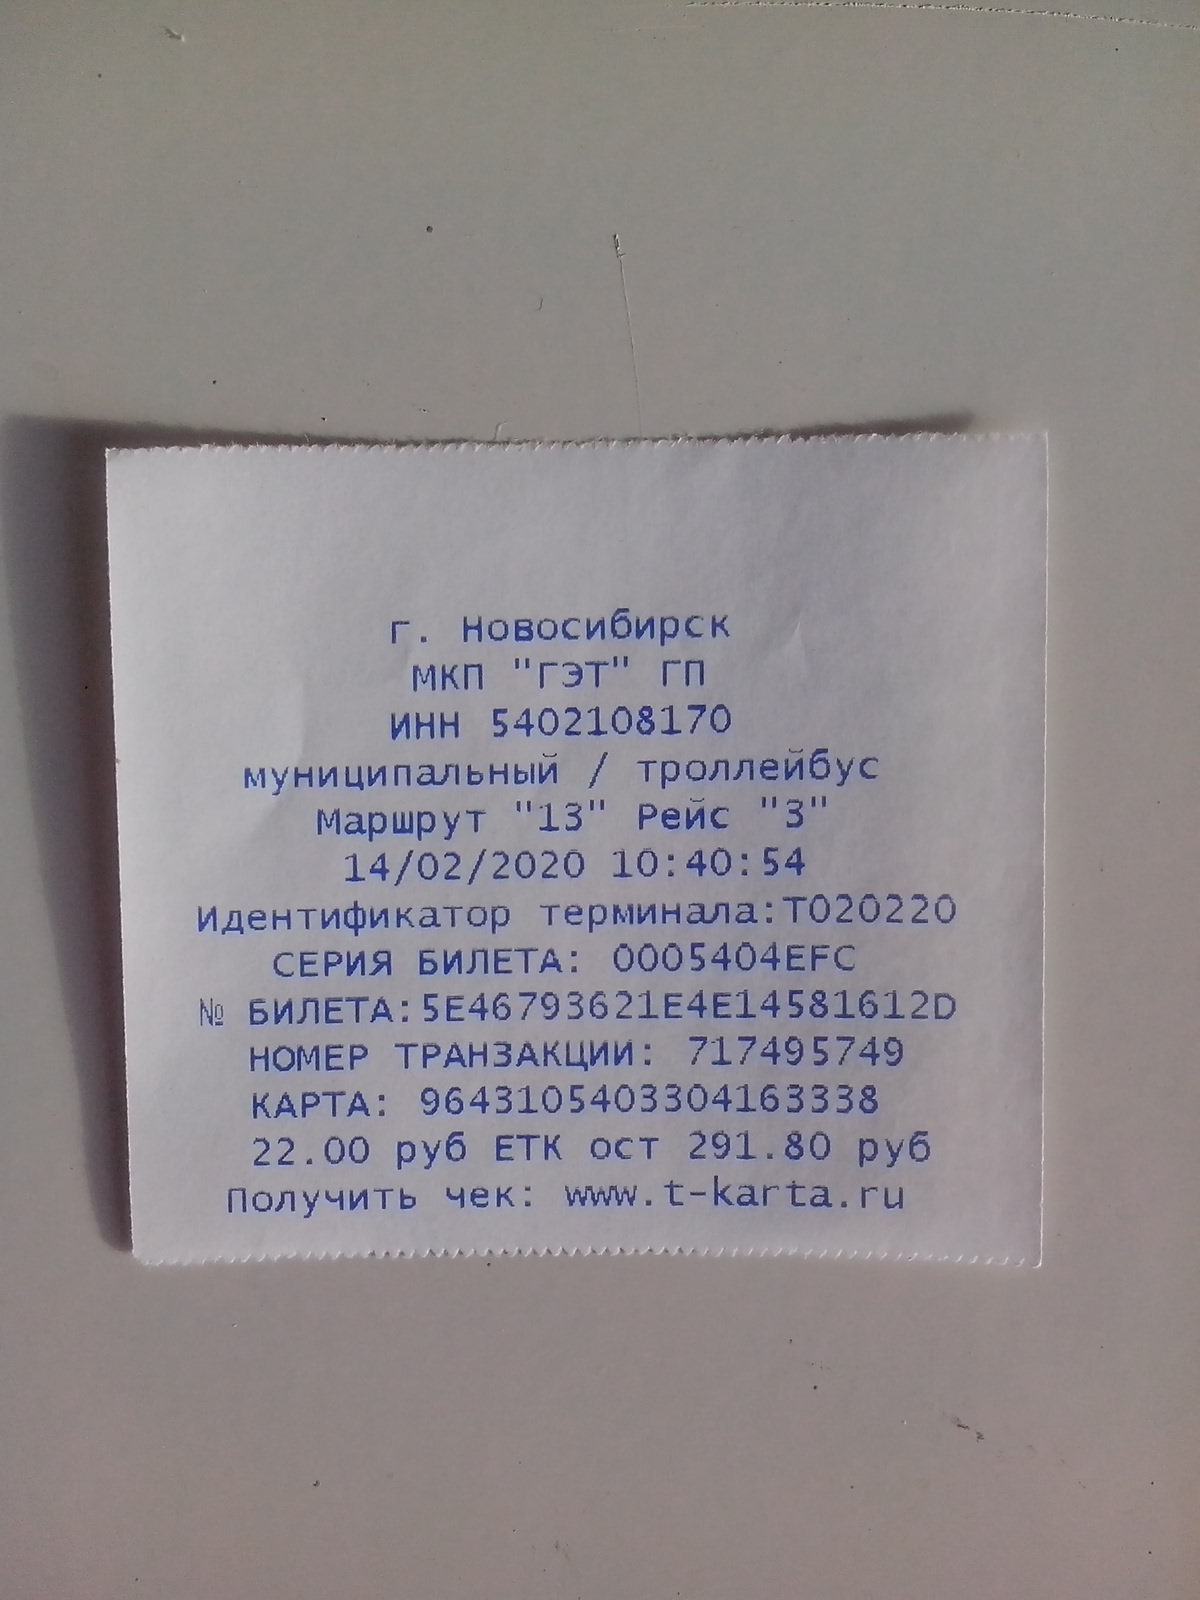 г. Новосибирск
МКП "ГЭТ" ГП
ИНН 5402108170
муниципальный / троллейбус
Маршрут "13" Рейс "3"
14/02/2020 10:40:54
Идентификатор терминала:T020220
СЕРИЯ БИЛЕТА: 0005404EFC
№ БИЛЕТА:5E46793621E4E14581612D
НОМЕР ТРАНЗАКЦИИ: 717495749
КАРТА: 9643105403304163338
22.00 руб ЕТК ост 291.80 руб
Получить чек: www.t-karta.ru